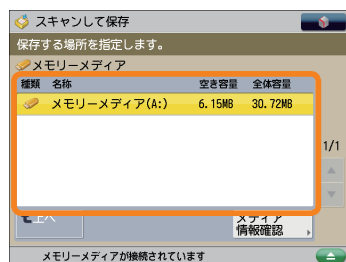 スキャンして保存
保存する場所を指定します。
メモリーメディア
種類 名称 空き容量 全体容量
メモリーメディア(A:) 6.15MB 30.72MB
1/1
上へ
メディア
情報確認
メモリーメディアが接続されています